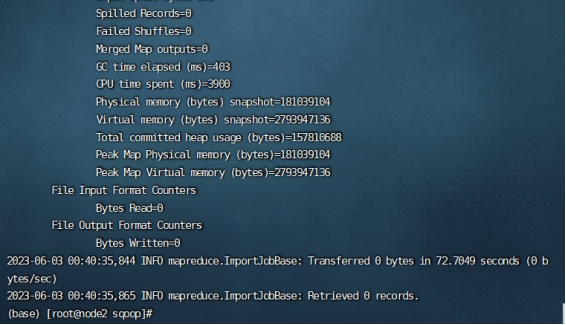 Spilled Records=0
Failed Shuffles=0
Merged Map outputs=0
GC time elapsed (ms)=403
CPU time spent (ms)=3900
Physical memory (bytes) snapshot=181039104
Virtual memory (bytes) snapshot=2793947136
Total committed heap usage (bytes)=157810688
Peak Map Physical memory (bytes)=181039104
Peak Map Virtual memory (bytes)=2793947136
File Input Format Counters
Bytes Read=0
File Output Format Counters
Bytes Written=0
2023-06-03 00:40:35,844 INFO mapreduce.ImportJobBase: Transferred 0 bytes in 72.7049 seconds (0 b
ytes/sec)
2023-06-03 00:40:35,865 INFO mapreduce.ImportJobBase: Retrieved 0 records.
(base) [root@node2 sqoop]#